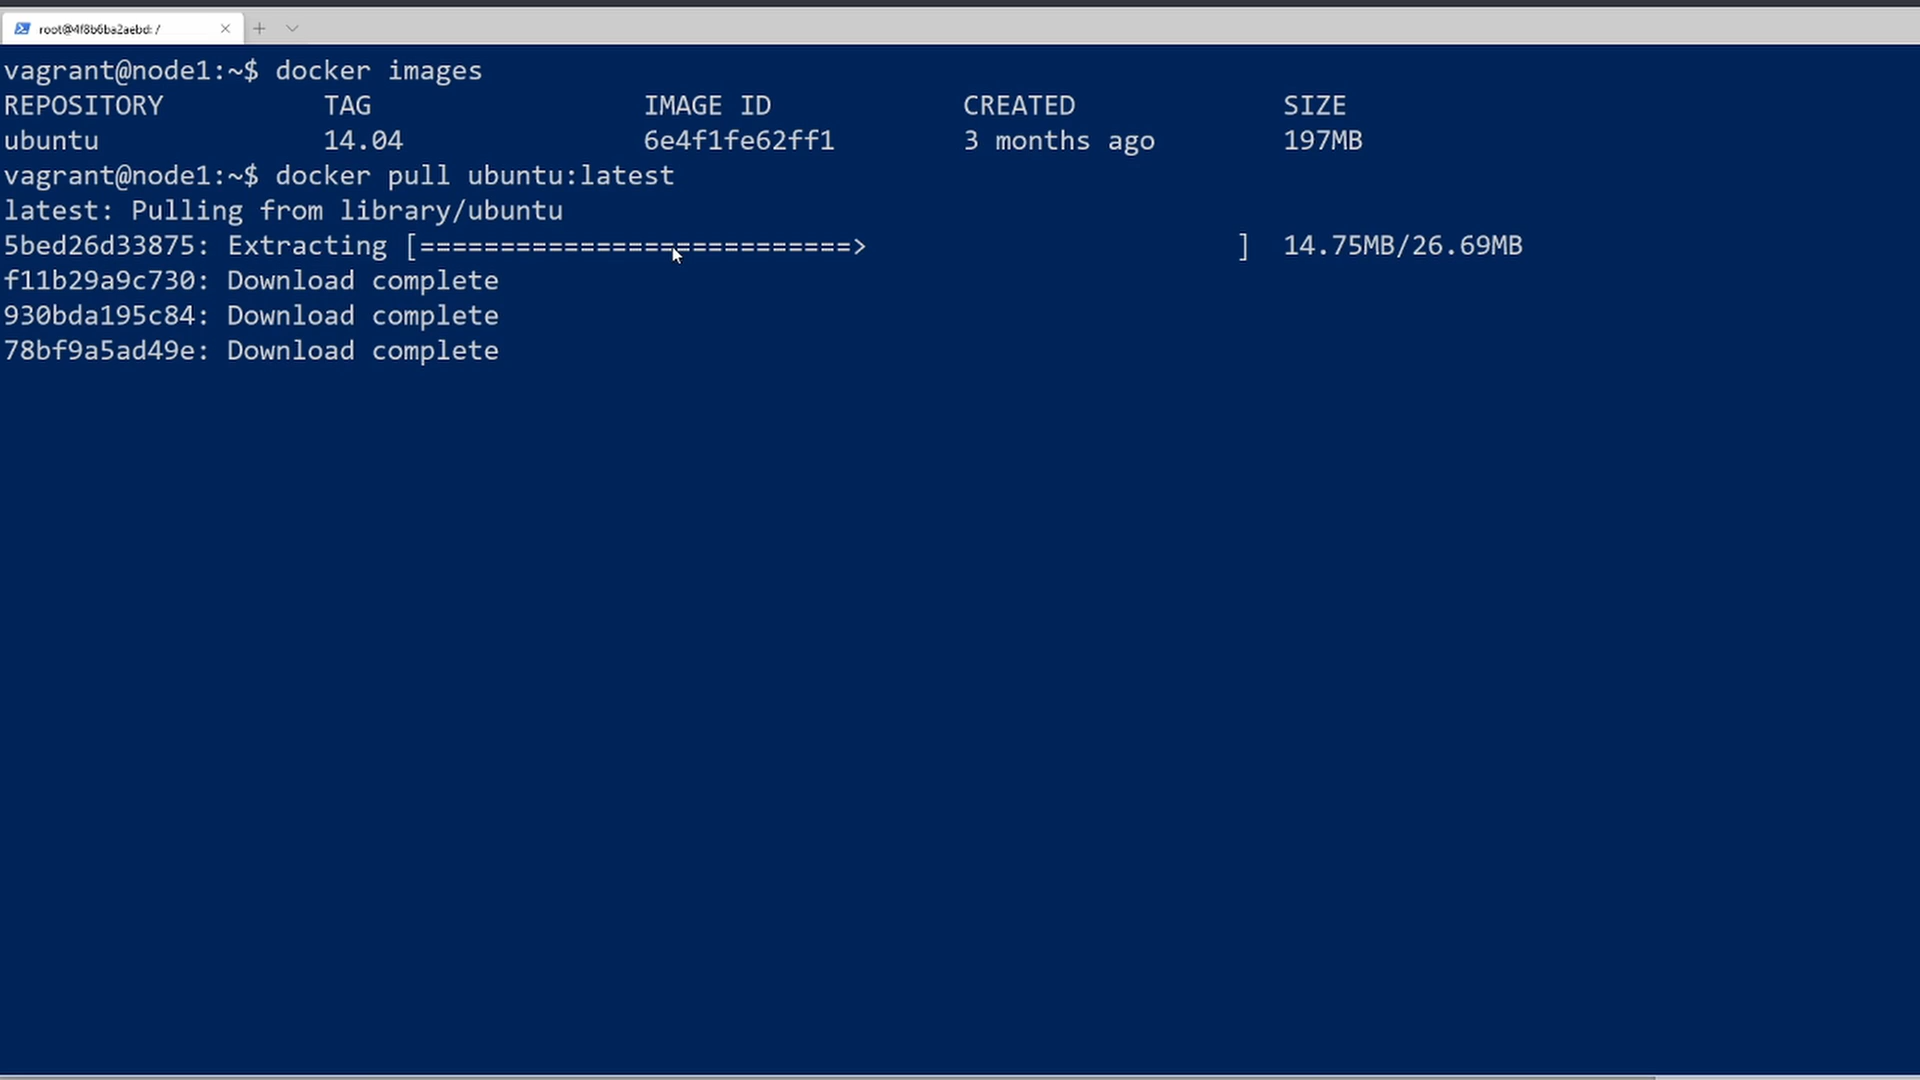 root@4f8b6ba2aebd: /
vagrant@node1:~$ docker images
REPOSITORY          TAG                 IMAGE ID            CREATED             SIZE
ubuntu              14.04               6e4f1fe62ff1        3 months ago        197MB
vagrant@node1:~$ docker pull ubuntu:latest
latest: Pulling from library/ubuntu
5bed26d33875: Extracting [===========================>                       ]  14.75MB/26.69MB
f11b29a9c730: Download complete
930bda195c84: Download complete
78bf9a5ad49e: Download complete